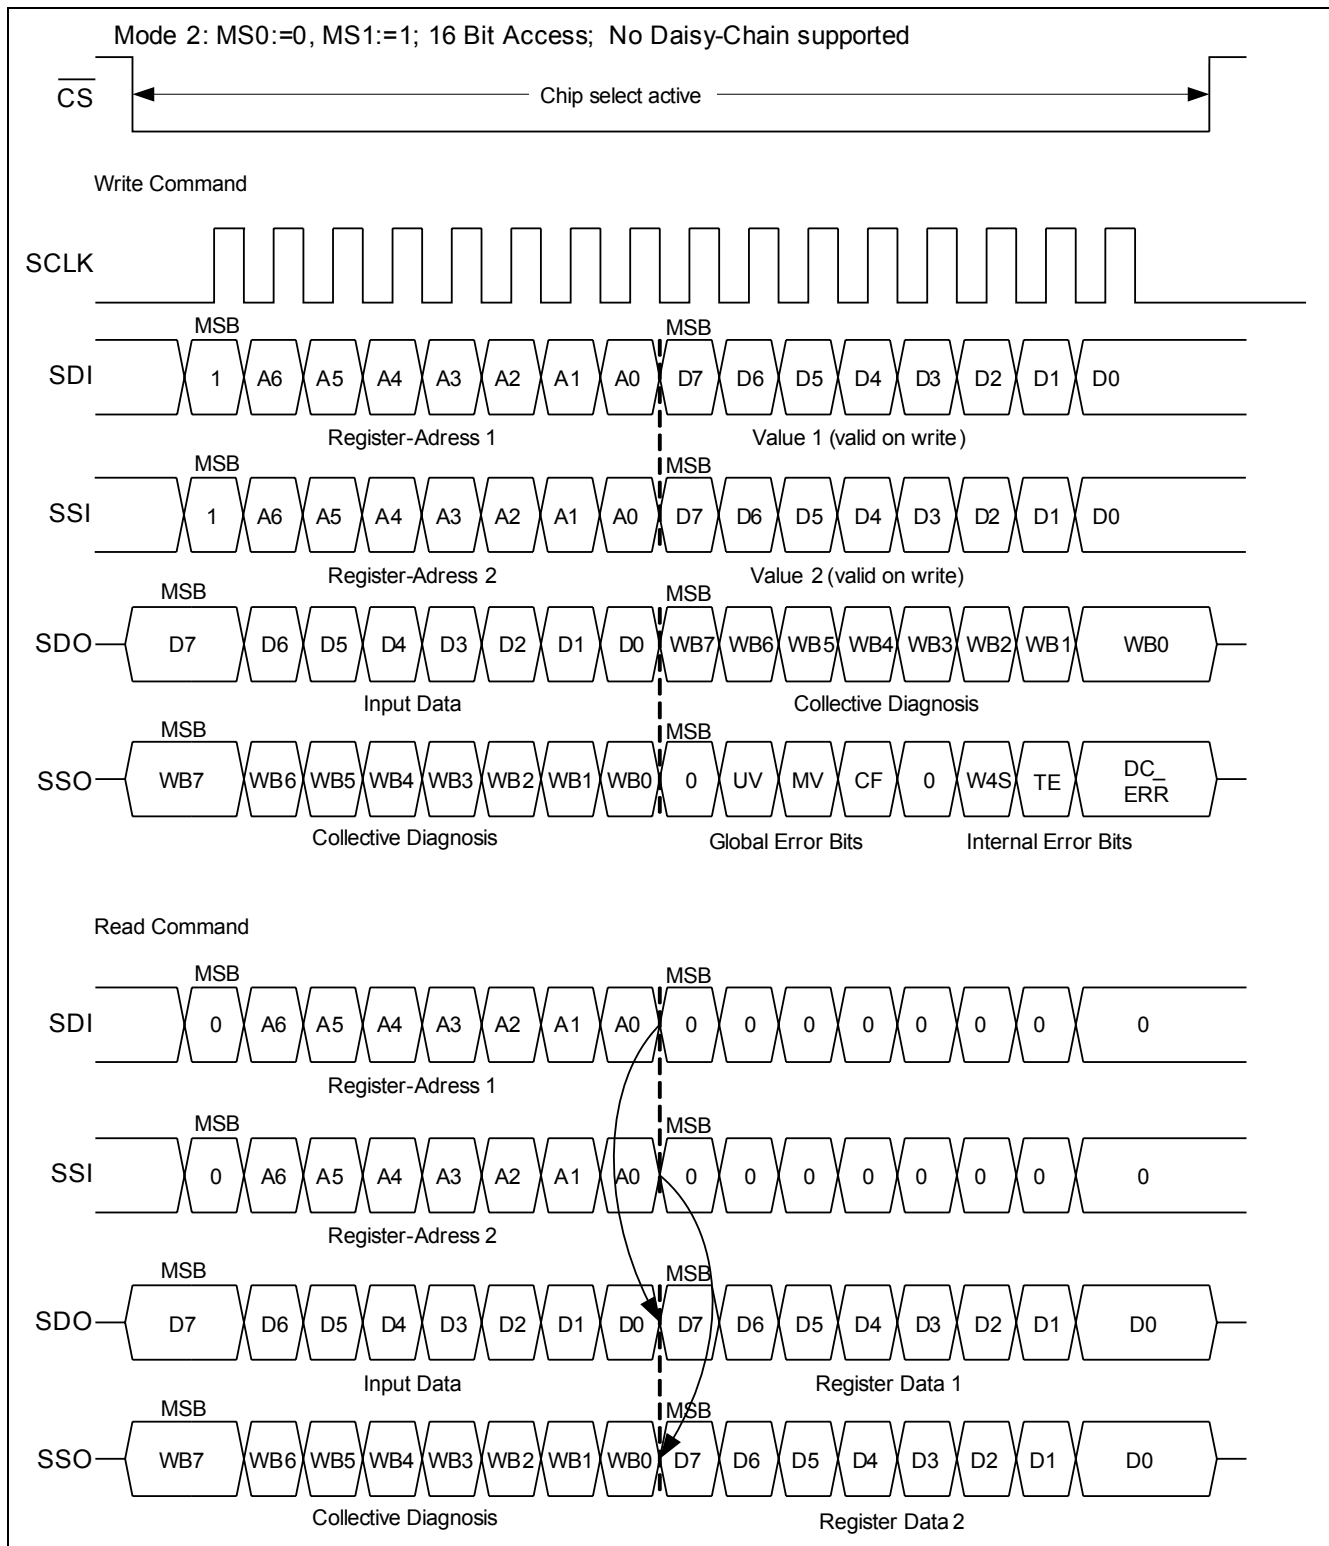 Mode 2: MS0:=0, MS1:=1; 16 Bit Access; No Daisy-Chain supported
CS
Chip select active
Write Command
SCLK
MSB MSB
SDI 1 A6 A5 A4 A3 A2 A1 A0 D7 D6 D5 D4 D3 D2 D1 D0
Register-Adress 1 Value 1 (valid on write)
MSB MSB
SSI 1 A6 A5 A4 A3 A2 A1 A0 D7 D6 D5 D4 D3 D2 D1 D0
Register-Adress 2 Value 2 (valid on write)
MSB MSB
SDO D7 D6 D5 D4 D3 D2 D1 D0 WB7 WB6 WB5 WB4 WB3 WB2 WB1 WB0
Input Data Collective Diagnosis
MSB MSB
SSO WB7 WB6 WB5 WB4 WB3 WB2 WB1 WB0 0 UV MV CF 0 W4S TE DC_
ERR
Collective Diagnosis Global Error Bits Internal Error Bits
Read Command
MSB MSB
SDI 0 A6 A5 A4 A3 A2 A1 A0 0 0 0 0 0 0 0 0
Register-Adress 1
MSB MSB
SSI 0 A6 A5 A4 A3 A2 A1 A0 0 0 0 0 0 0 0 0
Register-Adress 2
MSB MSB
SDO D7 D6 D5 D4 D3 D2 D1 D0 D7 D6 D5 D4 D3 D2 D1 D0
Input Data Register Data 1
MSB MSB
SSO WB7 WB6 WB5 WB4 WB3 WB2 WB1 WB0 D7 D6 D5 D4 D3 D2 D1 D0
Collective Diagnosis Register Data 2